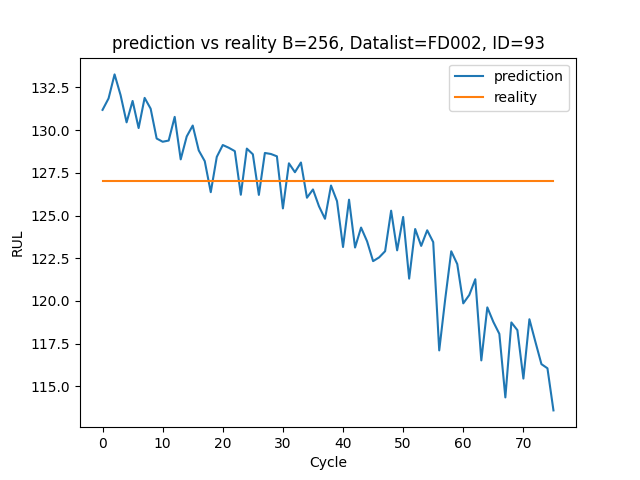 prediction vs reality B=256, Datalist=FD002, ID=93
prediction
reality
132.5
130.0
127.5
125.0
122.5
120.0
117.5
115.0
RUL
0 10 20 30 40 50 60 70
Cycle